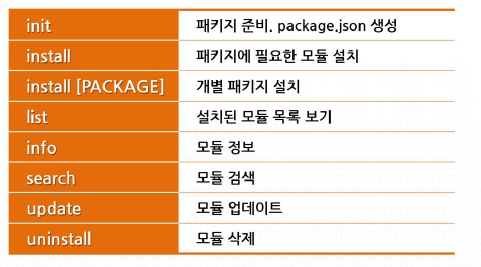 init 패키지 준비. package.json 생성
install 패키지에 필요한 모듈 설치
install [PACKAGE] 개별 패키지 설치
list 설치된 모듈 목록 보기
info 모듈 정보
search 모듈 검색
update 모듈 업데이트
uninstall 모듈 삭제